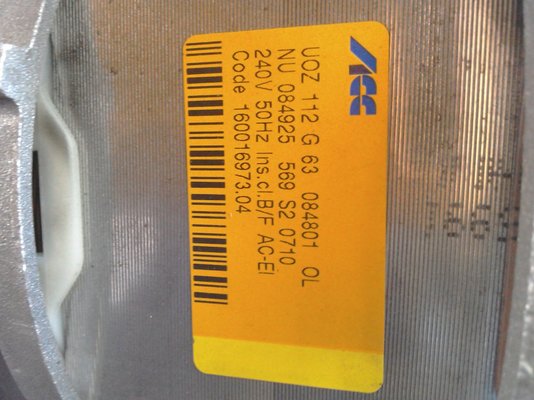 ACC
UOZ 112 G 63 084801 OL
NU 084925 569 S2 0710
240V 50Hz Ins.cl.B/F AC-EI
Code 160016973.04